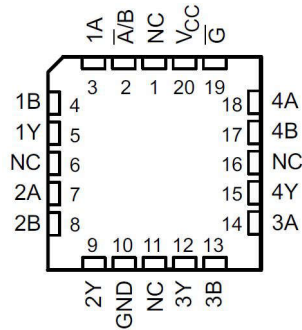 1A A̅/B NC VCC G̅
3 2 1 20 19
1B 4 18 4A
1Y 5 17 4B
NC 6 16 NC
2A 7 15 4Y
2B 8 14 3A
9 10 11 12 13
2Y GND NC 3Y 3B